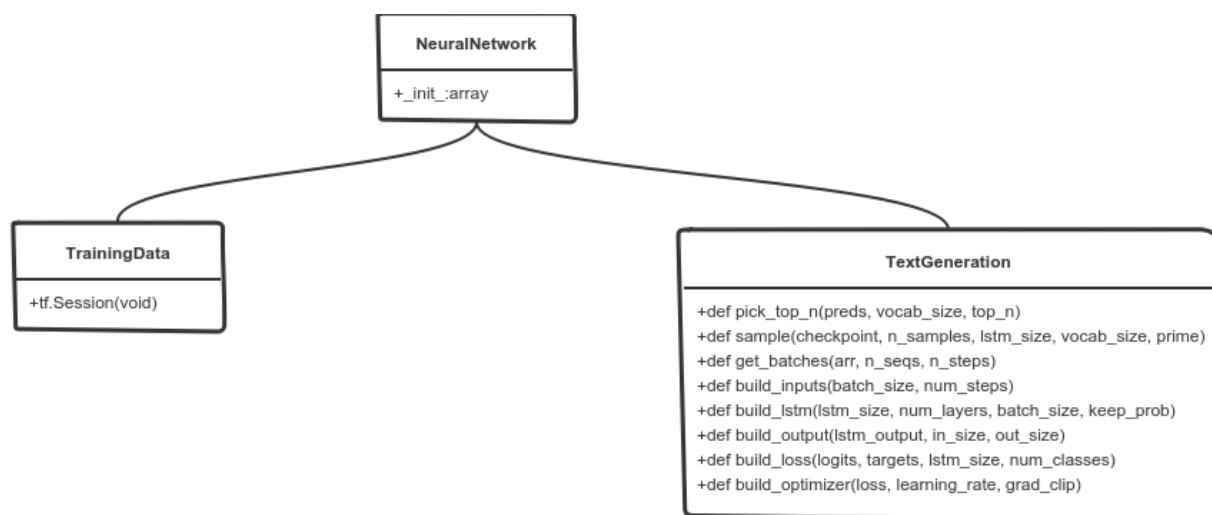 NeuralNetwork
+_init_:array
TrainingData
+tf.Session(void)
TextGeneration
+def pick_top_n(preds, vocab_size, top_n)
+def sample(checkpoint, n_samples, lstm_size, vocab_size, prime)
+def get_batches(arr, n_seqs, n_steps)
+def build_inputs(batch_size, num_steps)
+def build_lstm(lstm_size, num_layers, batch_size, keep_prob)
+def build_output(lstm_output, in_size, out_size)
+def build_loss(logits, targets, lstm_size, num_classes)
+def build_optimizer(loss, learning_rate, grad_clip)